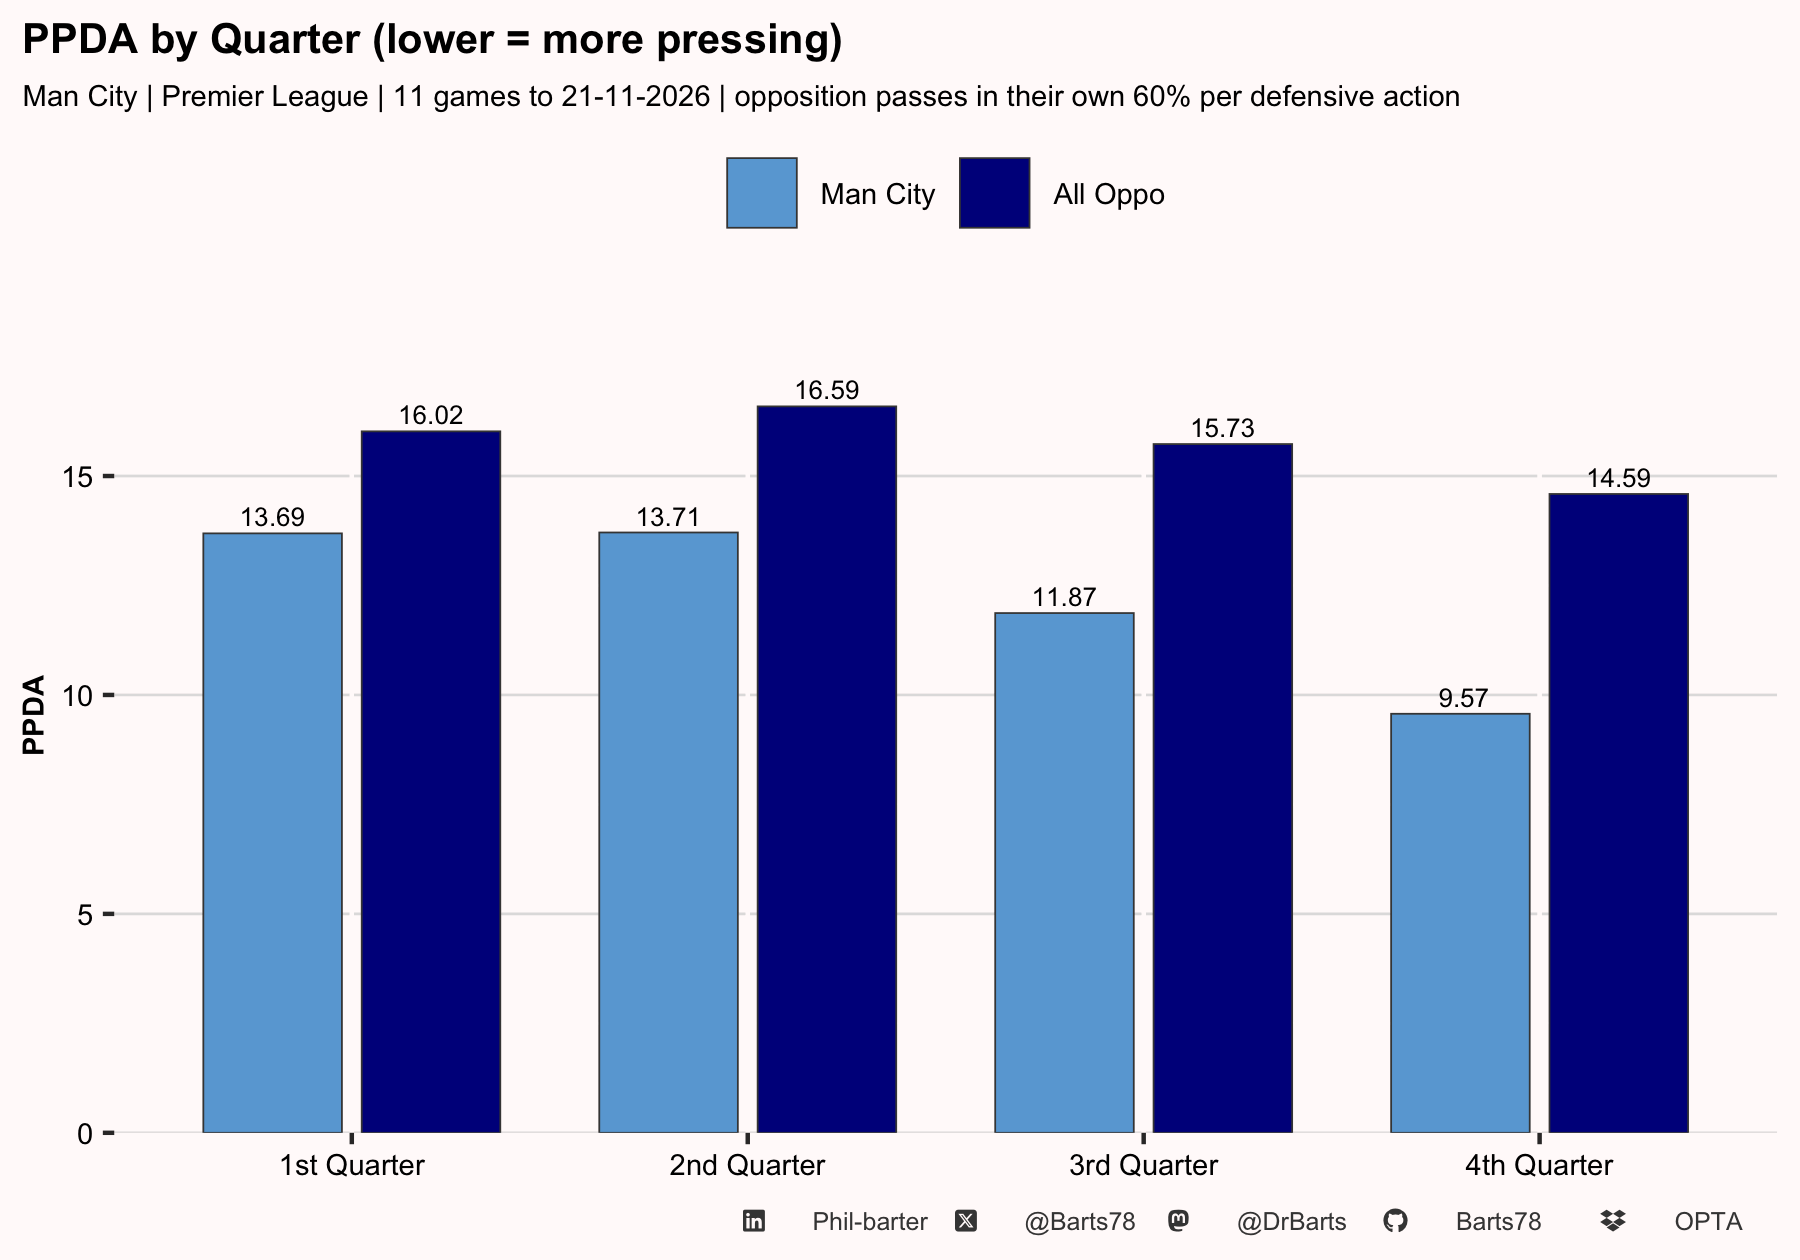 PPDA by Quarter (lower = more pressing)
Man City | Premier League | 11 games to 21-11-2026 | opposition passes in their own 60% per defensive action
Man City All Oppo
16.59
16.02
15.73
15
14.59
13.69
13.71
11.87
10
9.57
PPDA
5
0
1st Quarter 2nd Quarter 3rd Quarter 4th Quarter
Phil-barter @Barts78 @DrBarts Barts78 OPTA